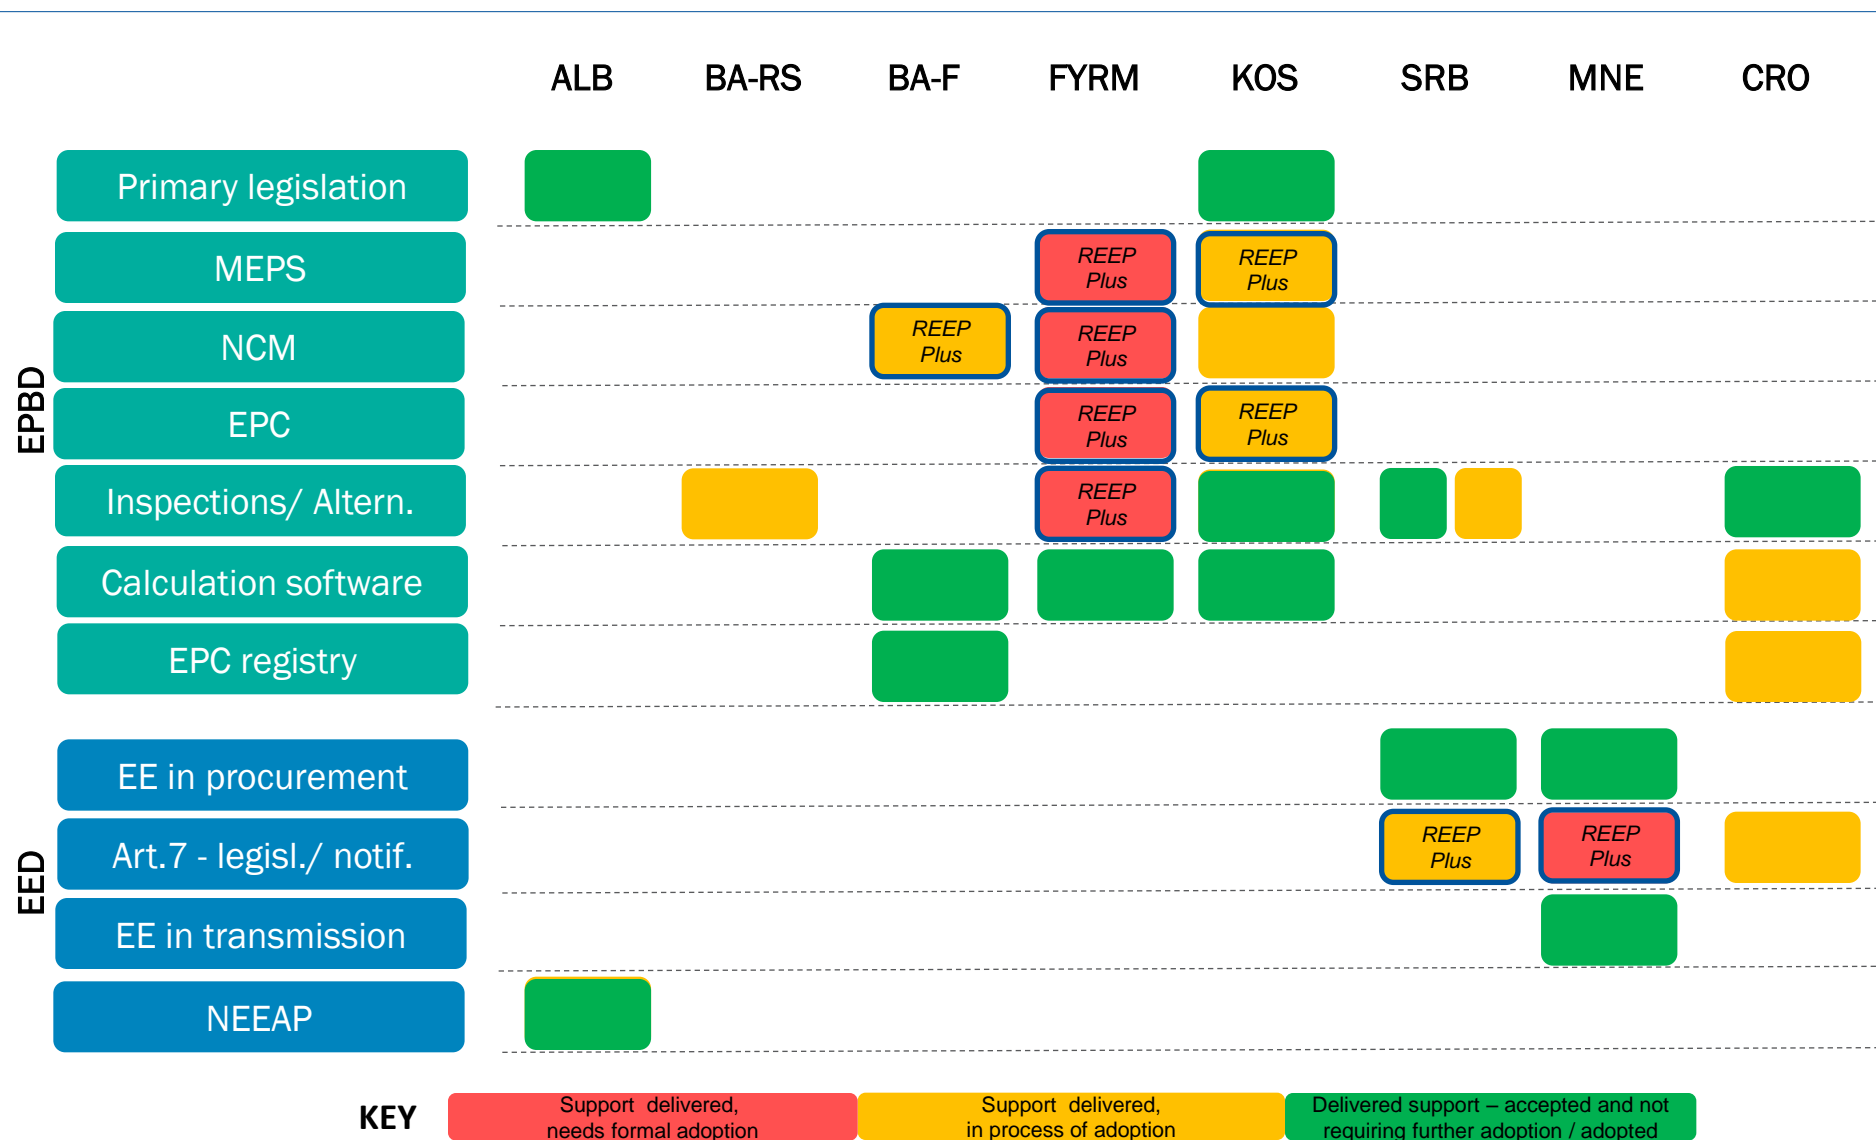 ALB BA-RS BA-F FYRM KOS SRB MNE CRO
EPBD
Primary legislation
MEPS
REEP
Plus
REEP
Plus
NCM
REEP
Plus
REEP
Plus
EPC
REEP
Plus
REEP
Plus
Inspections/ Altern.
REEP
Plus
Calculation software
EPC registry
EED
EE in procurement
Art.7 - legisl./ notif.
REEP
Plus
REEP
Plus
EE in transmission
NEEAP
KEY
Support delivered,
needs formal adoption
Support delivered,
in process of adoption
Delivered support – accepted and not
requiring further adoption / adopted